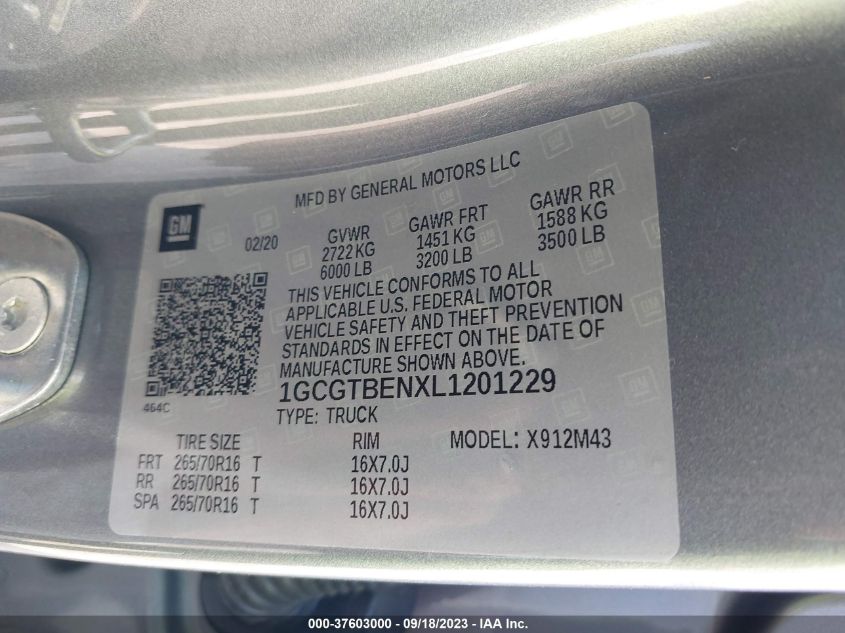 MFD BY GENERAL MOTORS LLC
GM
02/20
GVWR GAWR FRT GAWR RR
2722 KG 1451 KG 1588 KG
6000 LB 3200 LB 3500 LB
THIS VEHICLE CONFORMS TO ALL
APPLICABLE U.S. FEDERAL MOTOR
VEHICLE SAFETY AND THEFT PREVENTION
STANDARDS IN EFFECT ON THE DATE OF
MANUFACTURE SHOWN ABOVE.
464C
1GCGTBENXL1201229
TYPE: TRUCK
TIRE SIZE RIM MODEL: X912M43
FRT 265/70R16 T 16X7.0J
RR 265/70R16 T 16X7.0J
SPA 265/70R16 T 16X7.0J
000-37603000 - 09/18/2023 - IAA Inc.